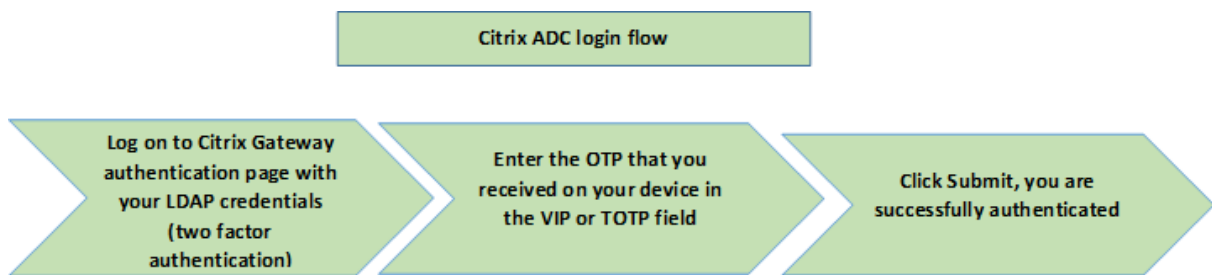 Citrix ADC login flow
Log on to Citrix Gateway
authentication page with
your LDAP credentials
(two factor
authentication)
Enter the OTP that you
received on your device in
the VIP or TOTP field
Click Submit, you are
successfully authenticated